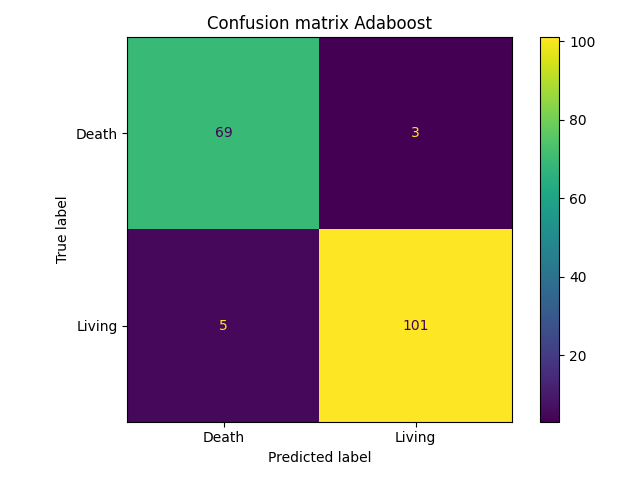 Confusion matrix Adaboost
True label
Death
69
3
Living
5
101
Death
Living
Predicted label
100
80
60
40
20